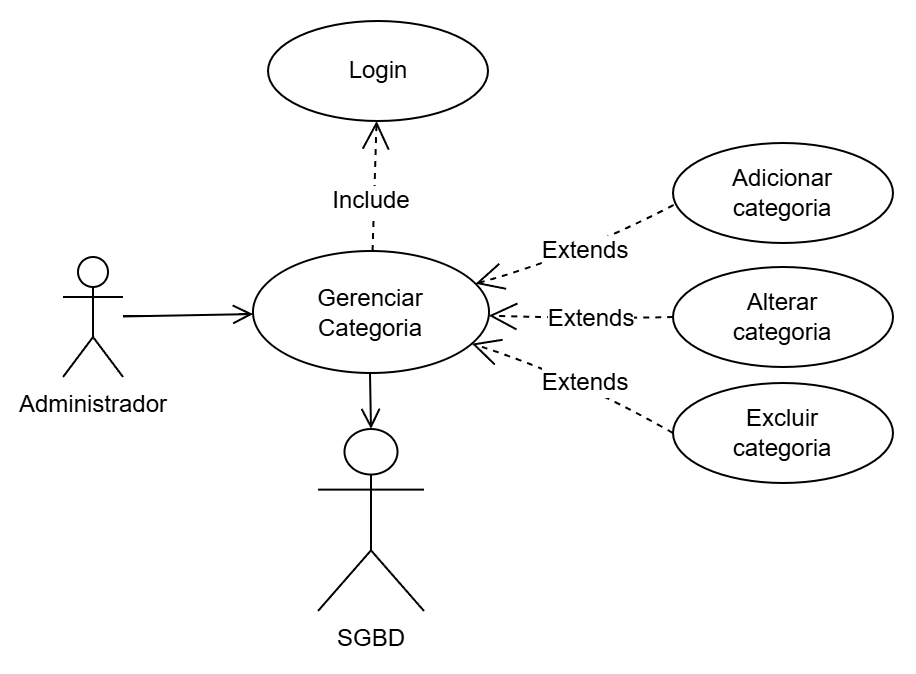 Login
Include
Adicionar
categoria
Extends
Gerenciar
Categoria
Alterar
categoria
Extends
Extends
Administrador
Excluir
categoria
SGBD